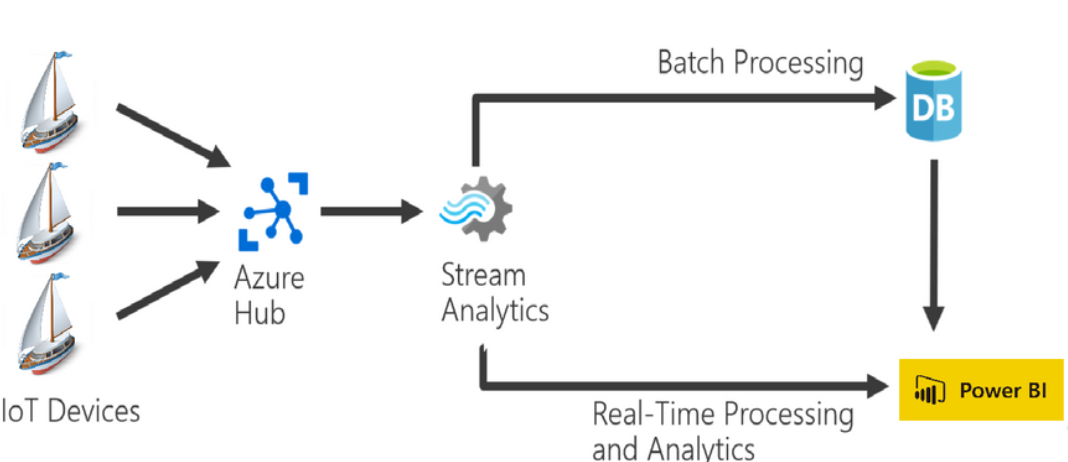 Batch Processing
DB
Azure
Hub
Stream
Analytics
Power BI
IoT Devices
Real-Time Processing
and Analytics